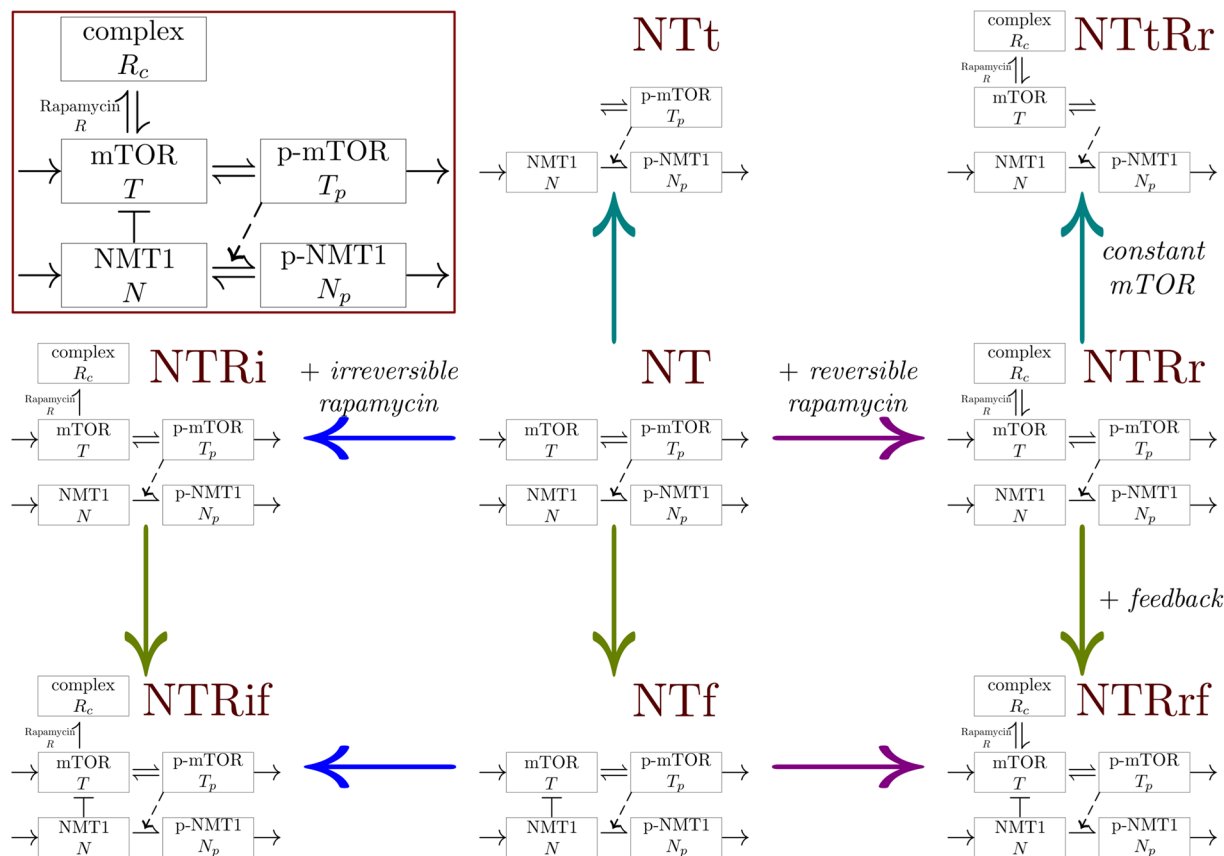 complex
R_c
Rapamycin
R
mTOR
T
p-mTOR
T_p
NMT1
N
p-NMT1
N_p
NTt
p-mTOR
T_p
NMT1
N
p-NMT1
N_p
NTtRr
complex
R_c
Rapamycin
R
mTOR
T
NMT1
N
p-NMT1
N_p
constant
mTOR
NTRi
complex
R_c
Rapamycin
R
mTOR
T
p-mTOR
T_p
NMT1
N
p-NMT1
N_p
+ irreversible
rapamycin
NT
mTOR
T
p-mTOR
T_p
NMT1
N
p-NMT1
N_p
+ reversible
rapamycin
NTRr
complex
R_c
Rapamycin
R
mTOR
T
p-mTOR
T_p
NMT1
N
p-NMT1
N_p
+ feedback
NTRif
complex
R_c
Rapamycin
R
mTOR
T
p-mTOR
T_p
NMT1
N
p-NMT1
N_p
NTf
mTOR
T
p-mTOR
T_p
NMT1
N
p-NMT1
N_p
NTRrf
complex
R_c
Rapamycin
R
mTOR
T
p-mTOR
T_p
NMT1
N
p-NMT1
N_p